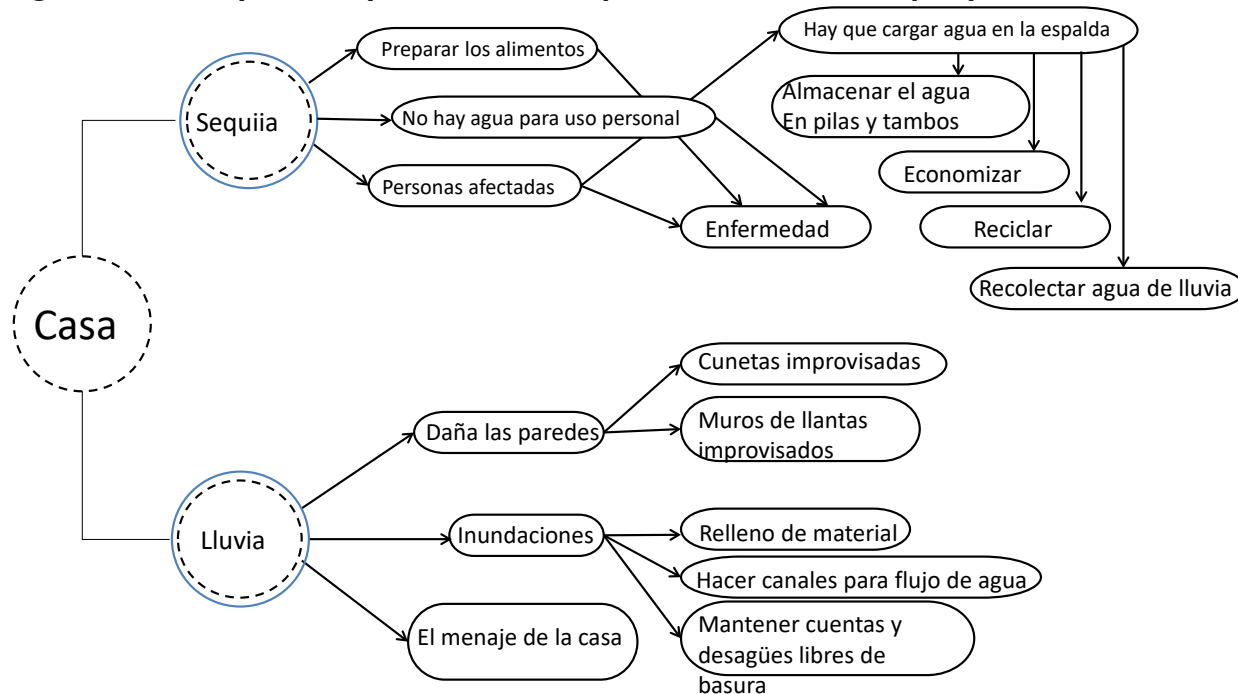 Preparar los alimentos
Hay que cargar agua en la espalda
Sequiia
No hay agua para uso personal
Almacenar el agua
En pilas y tambos
Personas afectadas
Economizar
Enfermedad
Reciclar
Recolectar agua de lluvia
Casa
Cunetas improvisadas
Daña las paredes
Muros de llantas
improvisados
Lluvia
Inundaciones
Relleno de material
Hacer canales para flujo de agua
El menaje de la casa
Mantener cuentas y
desagües libres de
basura